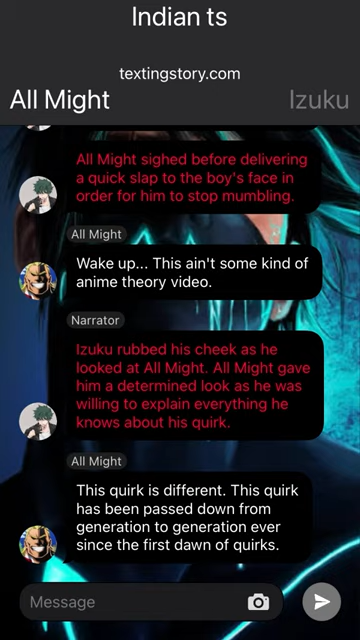 Indian ts
textingstory.com
All Might
Izuku
All Might sighed before delivering
a quick slap to the boy's face in
order for him to stop mumbling.
All Might
Wake up... This ain't some kind of
anime theory video.
Narrator
Izuku rubbed his cheek as he
looked at All Might. All Might gave
him a determined look as he was
willing to explain everything he
knows about his quirk.
All Might
This quirk is different. This quirk
has been passed down from
generation to generation ever
since the first dawn of quirks.
Message